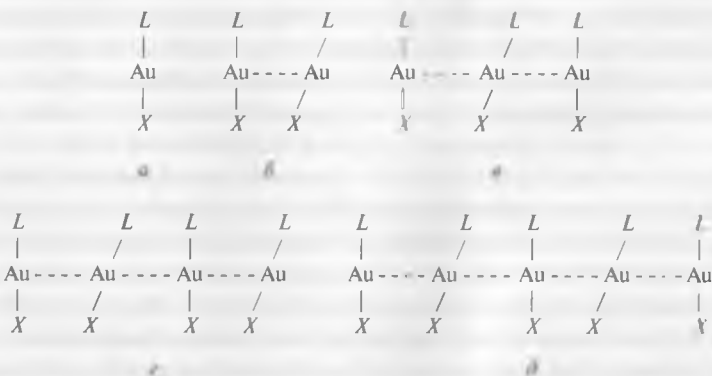 L L L L L L
Au Au - - - - Au Au - - - - Au - - - - Au
X X X X X X
а б в
L L L L L L L L L
Au - - - - Au - - - - Au - - - - Au Au - - - - Au - - - - Au - - - - Au - - - - Au
X X X X X X X X X
г д